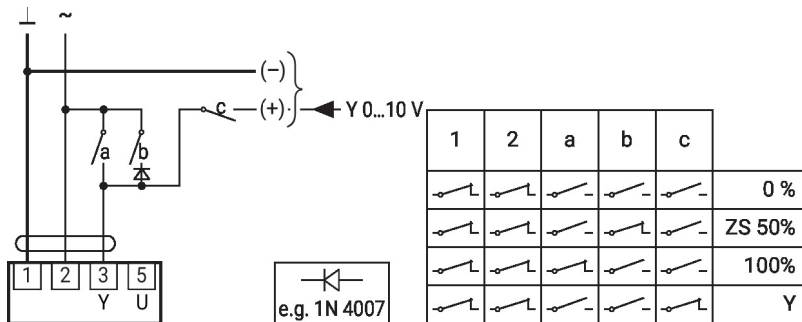 ⊥ ~
(–)
c (+) Y 0...10 V
a b
1 2 3 5
Y U
e.g. 1N 4007
1 2 a b c
0 %
ZS 50%
100%
Y